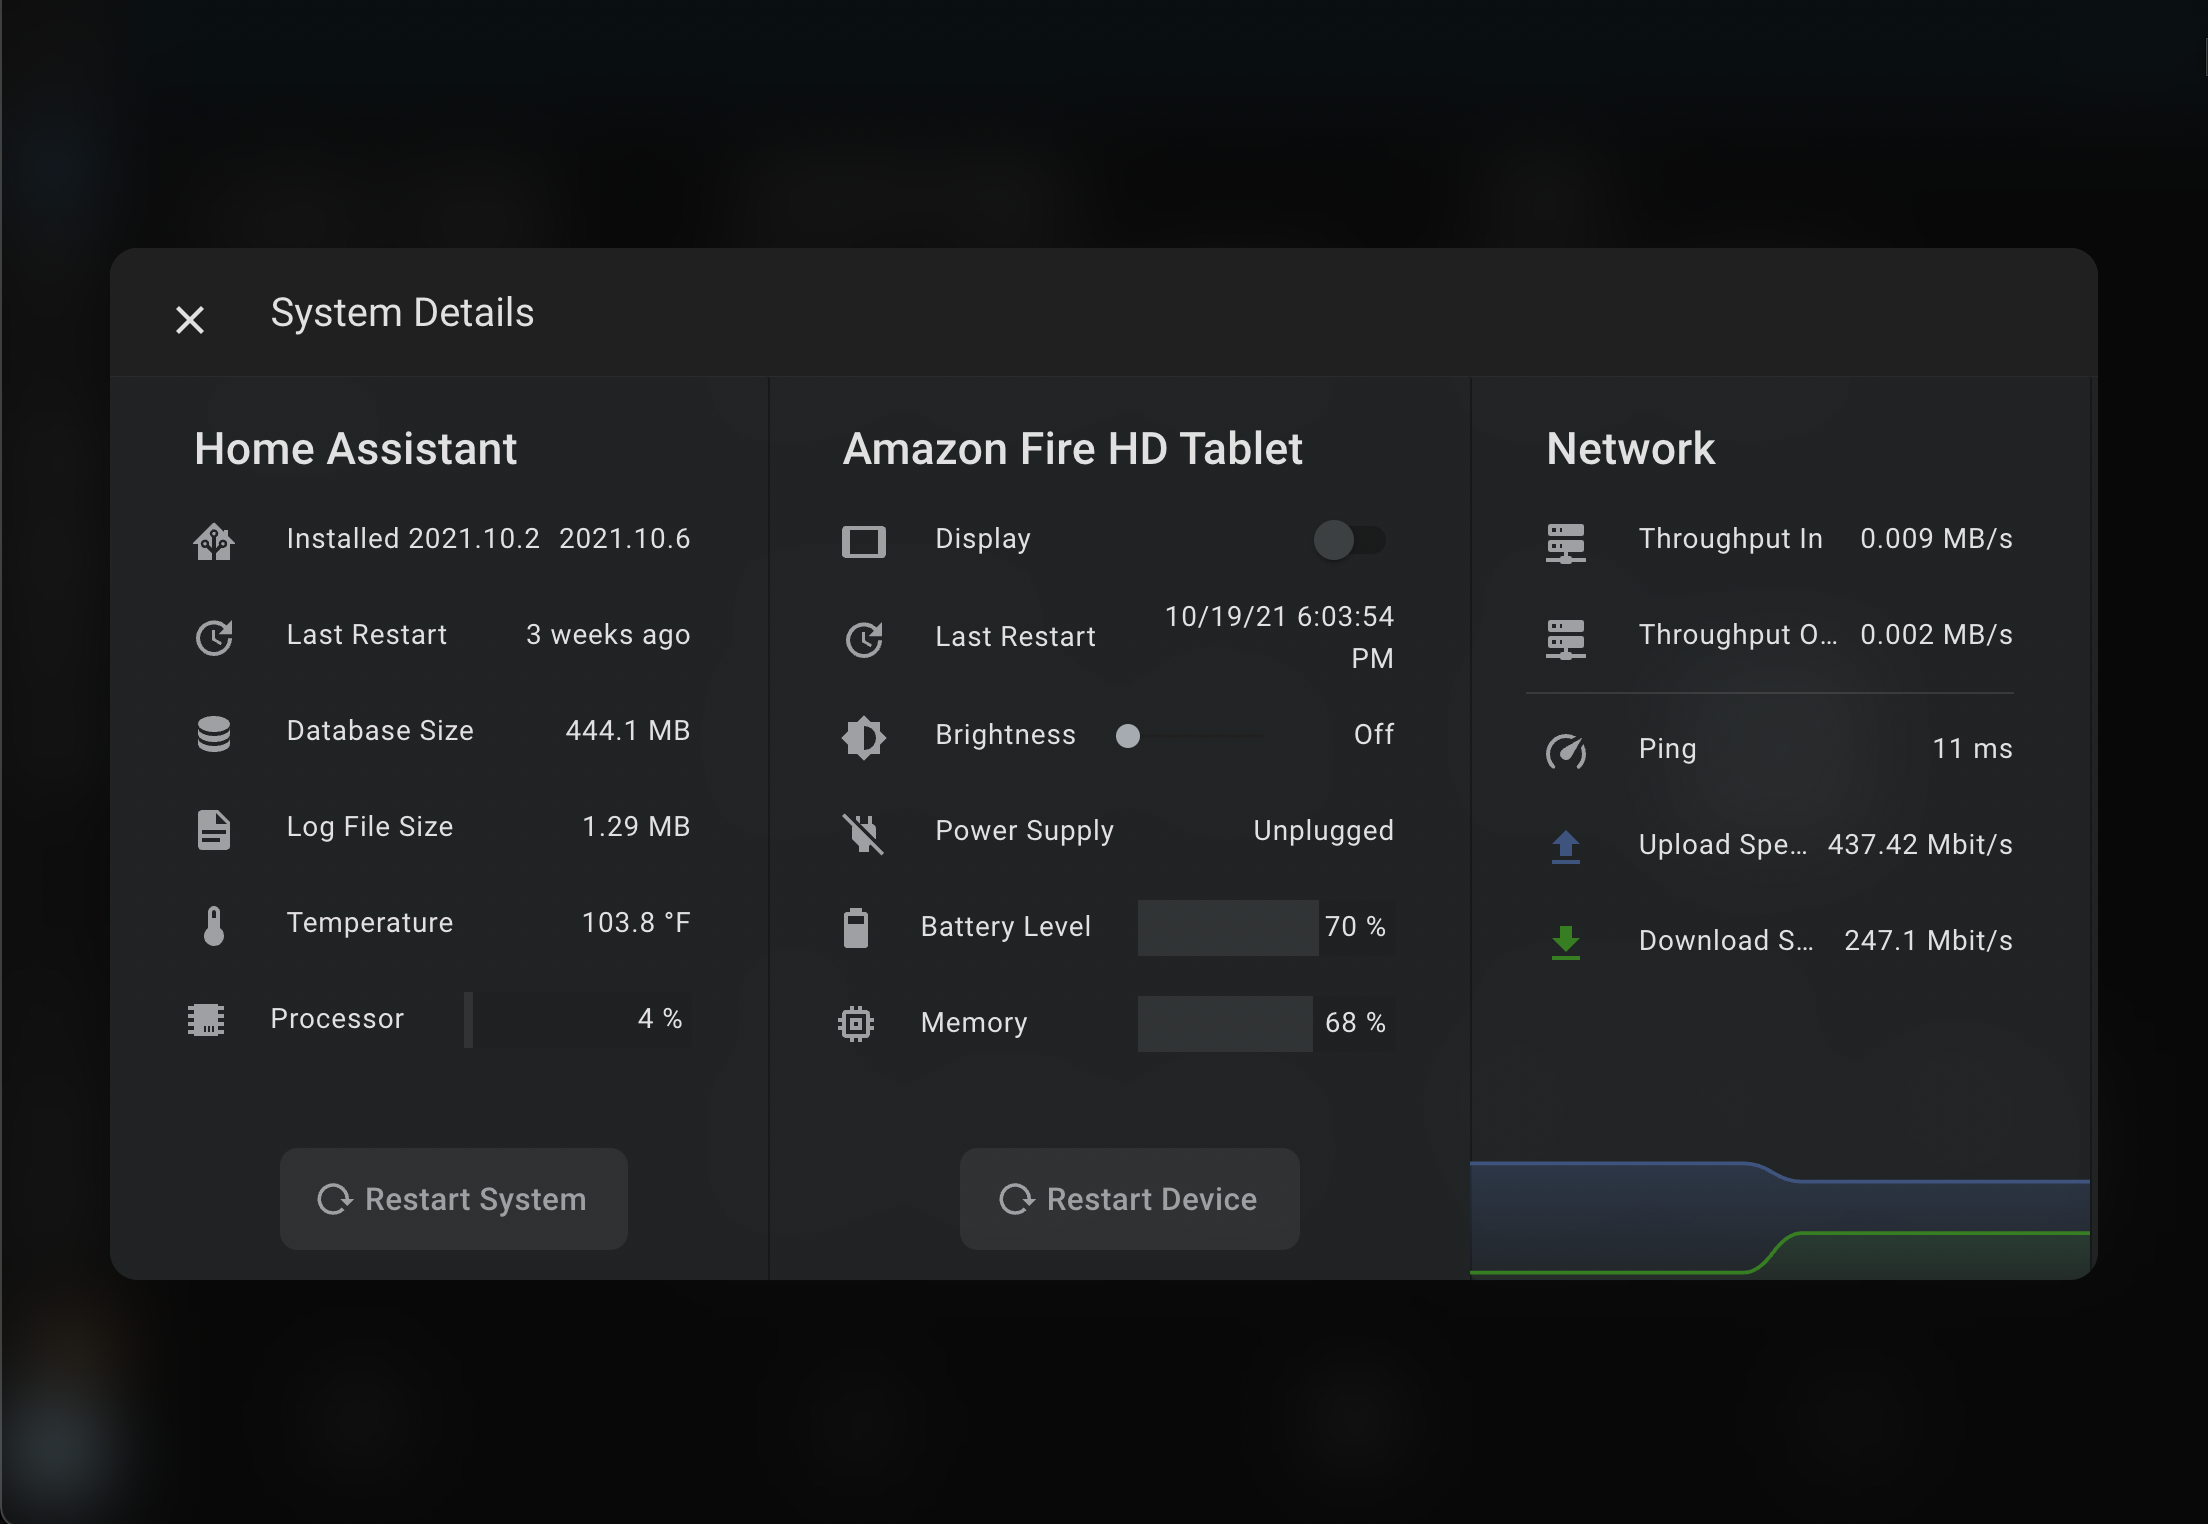 System Details
Home Assistant
Installed 2021.10.2 2021.10.6
Last Restart 3 weeks ago
Database Size 444.1 MB
Log File Size 1.29 MB
Temperature 103.8 °F
Processor 4 %
Restart System
Amazon Fire HD Tablet
Display
Last Restart 10/19/21 6:03:54
PM
Brightness Off
Power Supply Unplugged
Battery Level 70 %
Memory 68 %
Restart Device
Network
Throughput In 0.009 MB/s
Throughput O... 0.002 MB/s
Ping 11 ms
Upload Spe... 437.42 Mbit/s
Download S... 247.1 Mbit/s